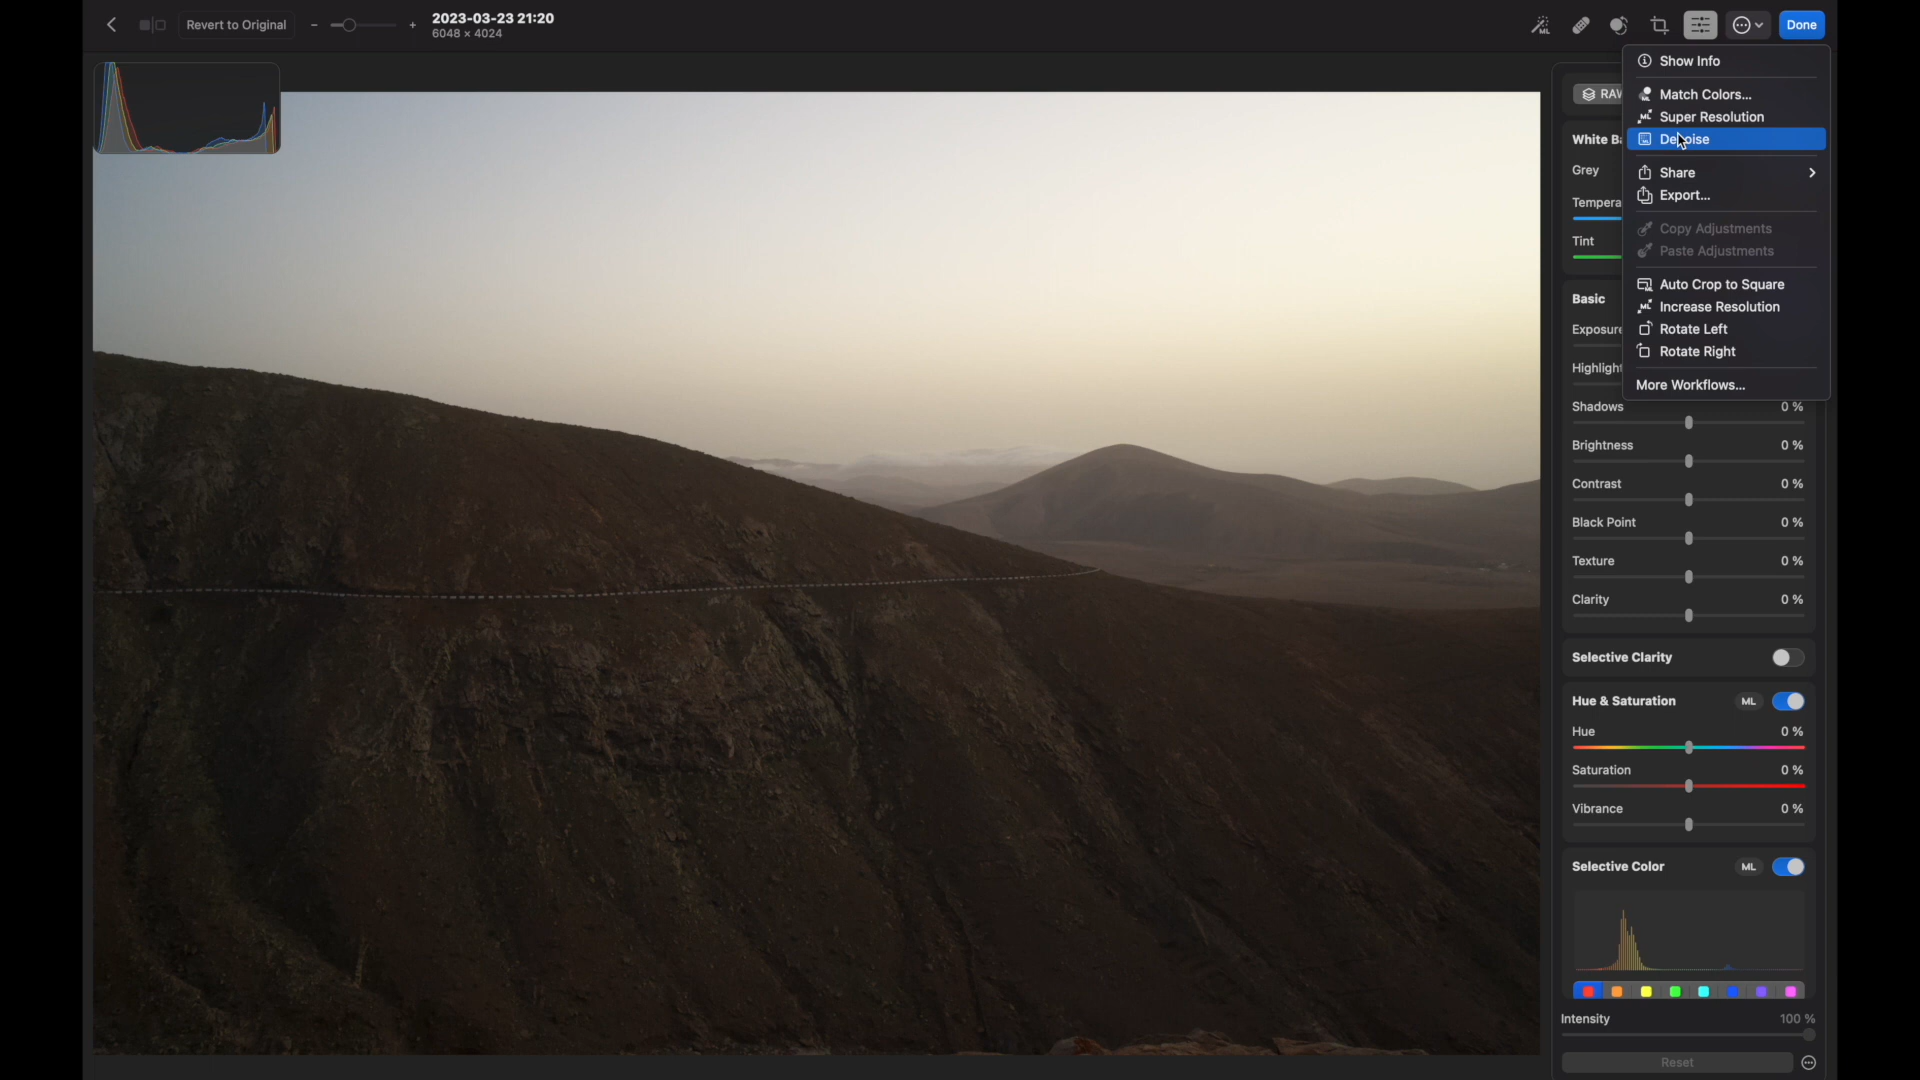 Revert to Original
2023-03-23 21:20
6048 × 4024
ML
Done
Show Info
Match Colors...
Super Resolution
Share
Export...
Copy Adjustments
Paste Adjustments
Auto Crop to Square
Increase Resolution
Rotate Left
Rotate Right
More Workflows...
Grey
Tint
Basic
Shadows 0 %
Brightness 0 %
Contrast 0 %
Black Point 0 %
Texture 0 %
Clarity 0 %
Selective Clarity
Hue & Saturation ML
Hue 0 %
Saturation 0 %
Vibrance 0 %
Selective Color ML
Intensity 100 %
Reset